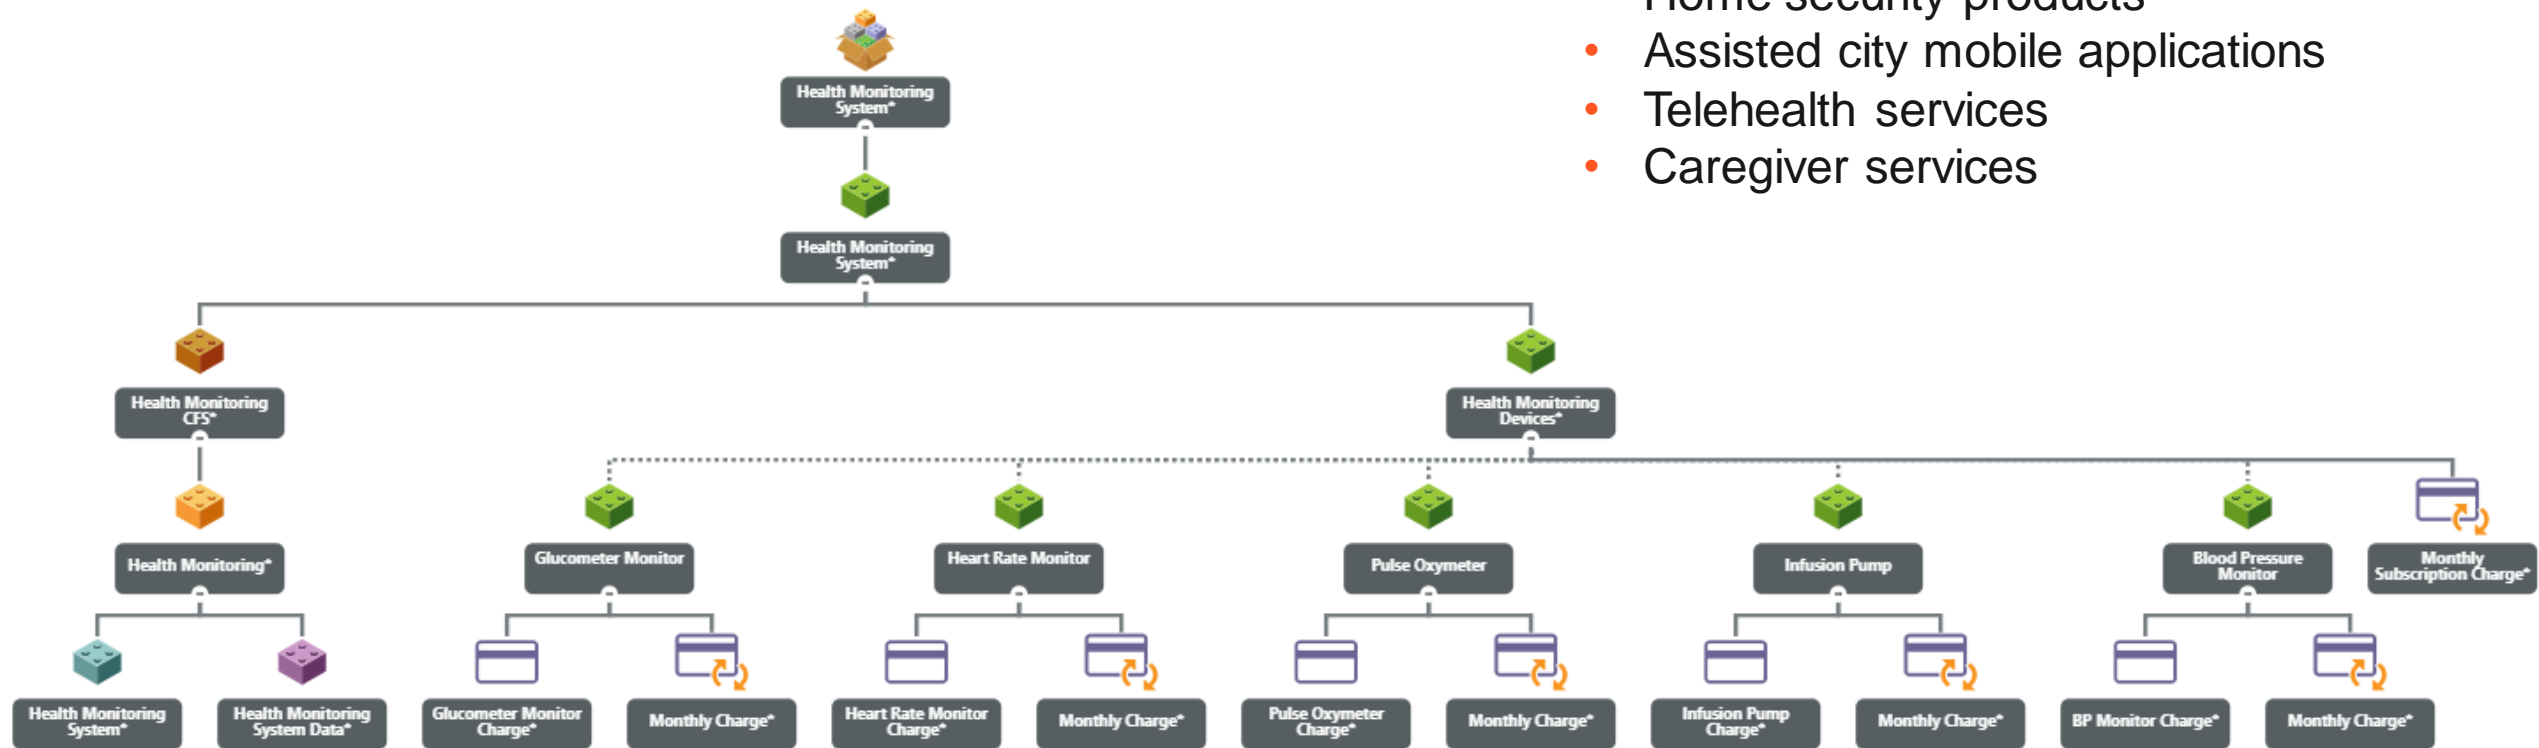 Home security products
• Assisted city mobile applications
• Telehealth services
• Caregiver services
Health Monitoring
System*
Health Monitoring
System*
Health Monitoring
CFS*
Health Monitoring
Devices*
Health Monitoring*
Glucometer Monitor
Heart Rate Monitor
Pulse Oxymeter
Infusion Pump
Blood Pressure
Monitor
Monthly
Subscription Charge*
Health Monitoring
System*
Health Monitoring
System Data*
Glucometer Monitor
Charge*
Monthly Charge*
Heart Rate Monitor
Charge*
Monthly Charge*
Pulse Oxymeter
Charge*
Monthly Charge*
Infusion Pump
Charge*
Monthly Charge*
BP Monitor Charge*
Monthly Charge*